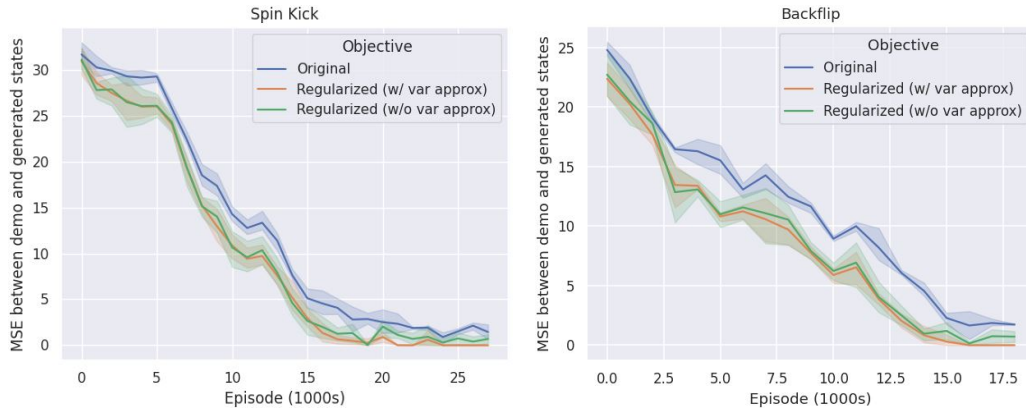 Spin Kick
MSE between demo and generated states
30
25
20
15
10
5
0
Objective
Original
Regularized (w/ var approx)
Regularized (w/o var approx)
0 5 10 15 20 25
Episode (1000s)
Backflip
MSE between demo and generated states
25
20
15
10
5
0
Objective
Original
Regularized (w/ var approx)
Regularized (w/o var approx)
0.0 2.5 5.0 7.5 10.0 12.5 15.0 17.5
Episode (1000s)